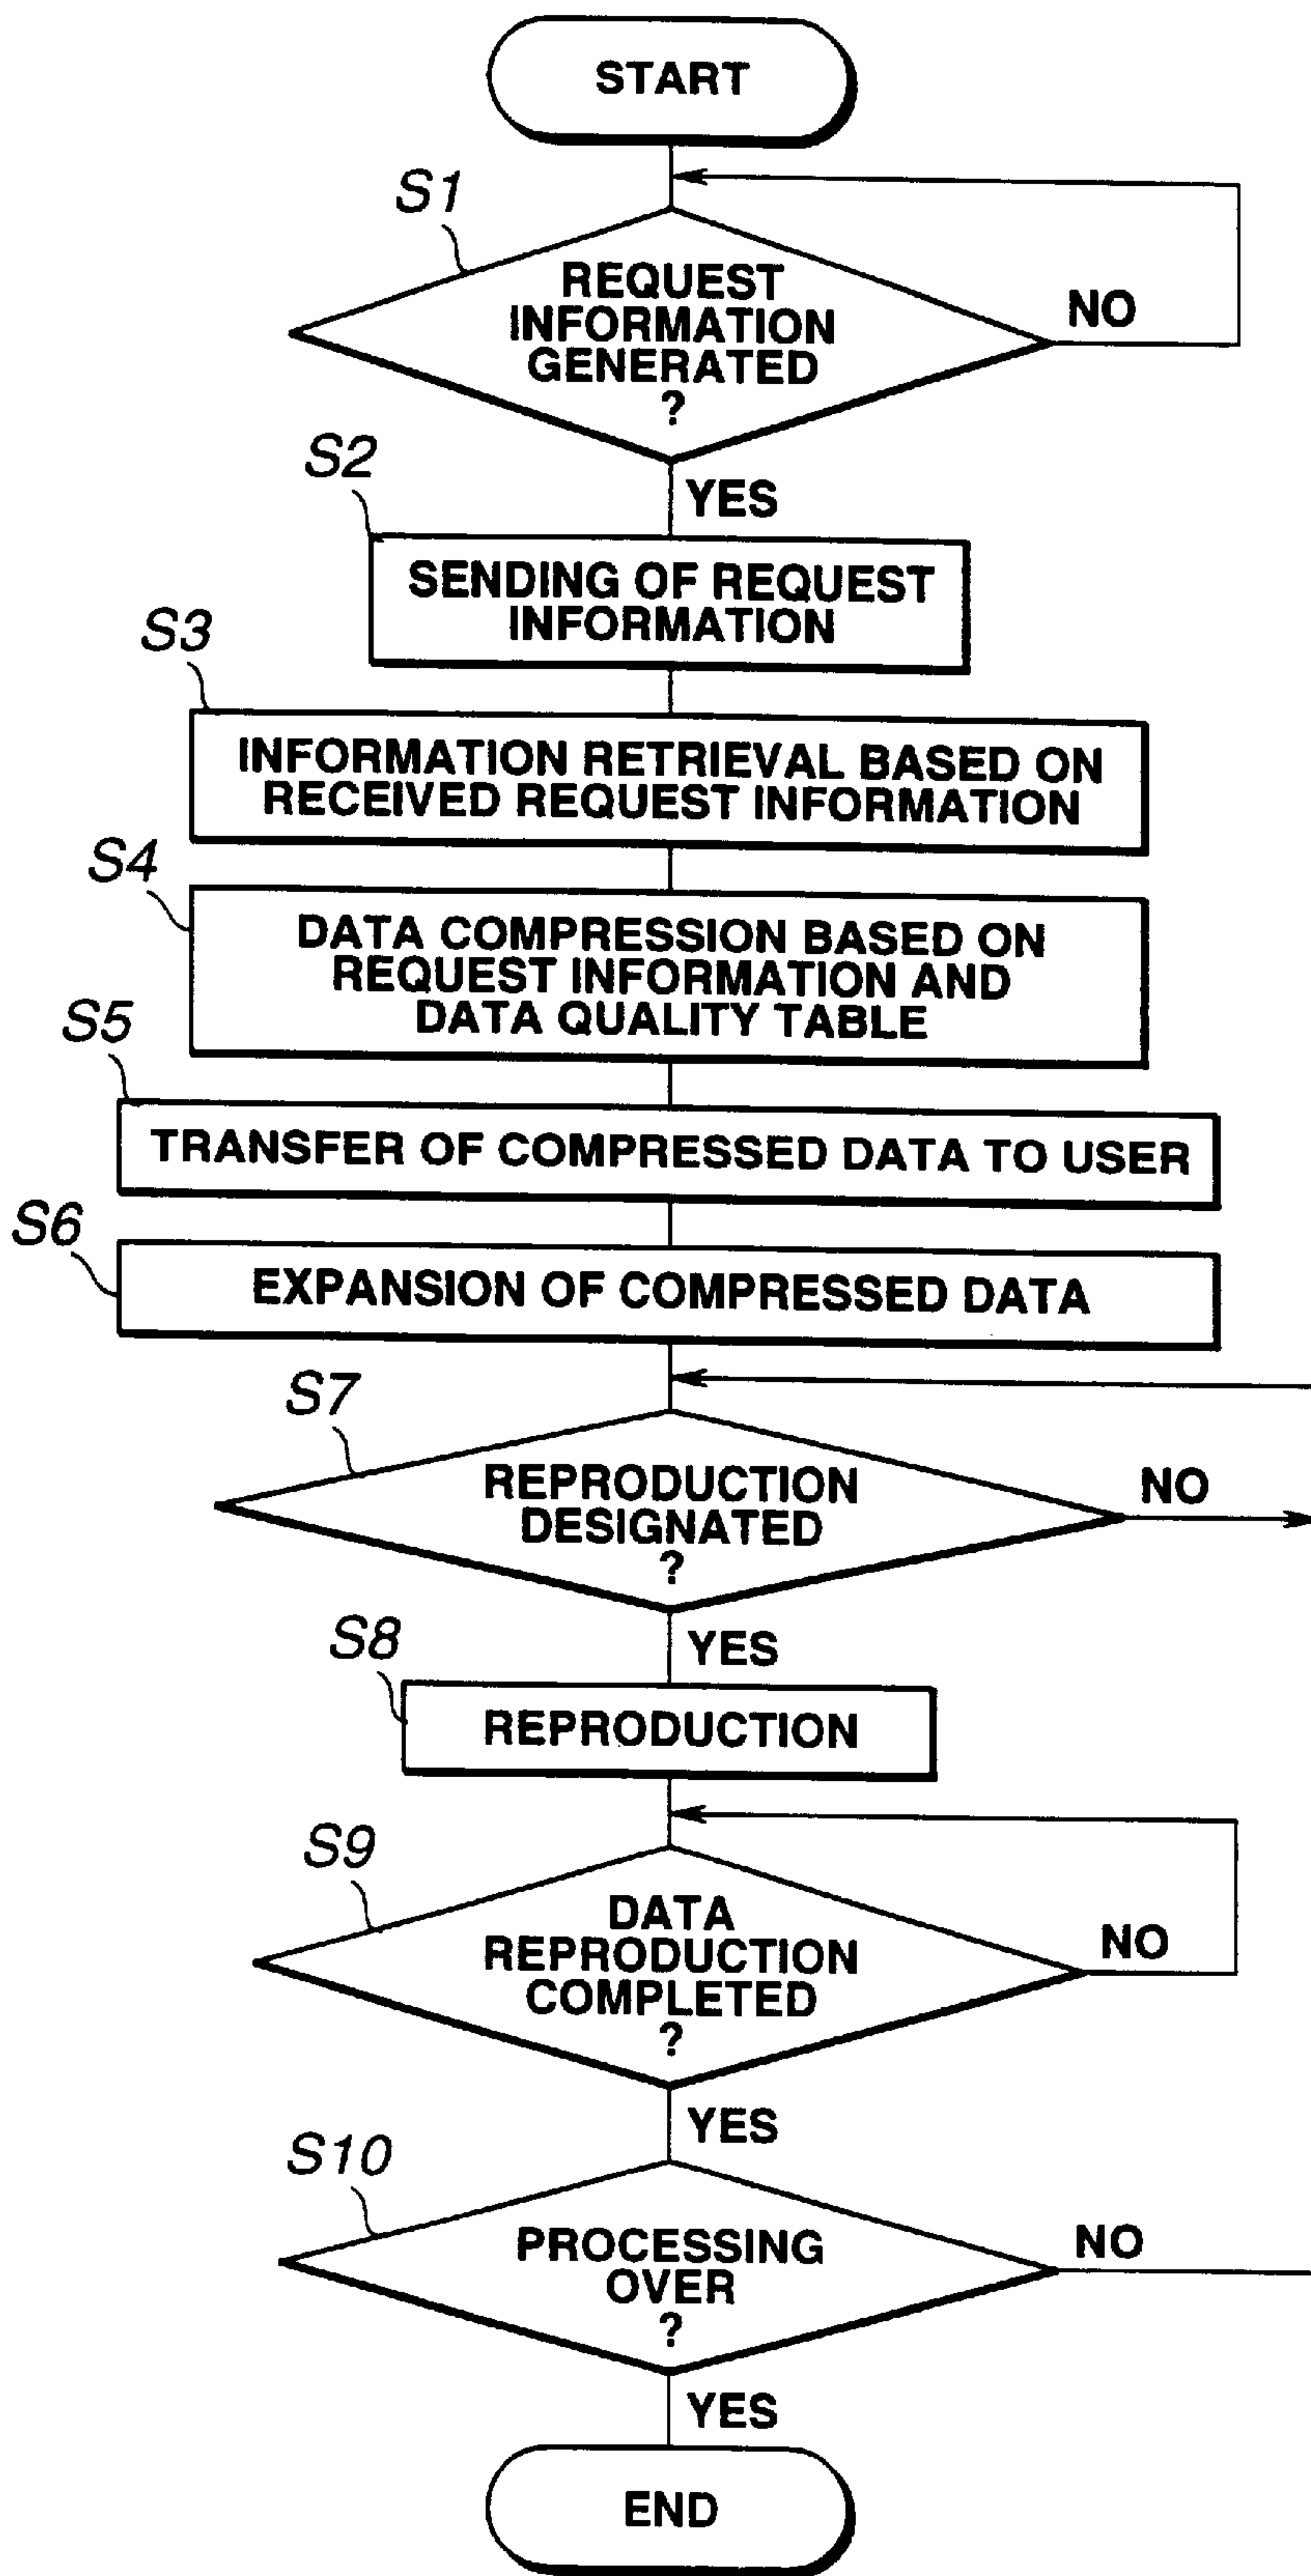 START
S1
REQUEST
INFORMATION
GENERATED
?
NO
YES
S2
SENDING OF REQUEST
INFORMATION
S3
INFORMATION RETRIEVAL BASED ON
RECEIVED REQUEST INFORMATION
S4
DATA COMPRESSION BASED ON
REQUEST INFORMATION AND
DATA QUALITY TABLE
S5
TRANSFER OF COMPRESSED DATA TO USER
S6
EXPANSION OF COMPRESSED DATA
S7
REPRODUCTION
DESIGNATED
?
NO
YES
S8
REPRODUCTION
S9
DATA
REPRODUCTION
COMPLETED
?
NO
YES
S10
PROCESSING
OVER
?
NO
YES
END